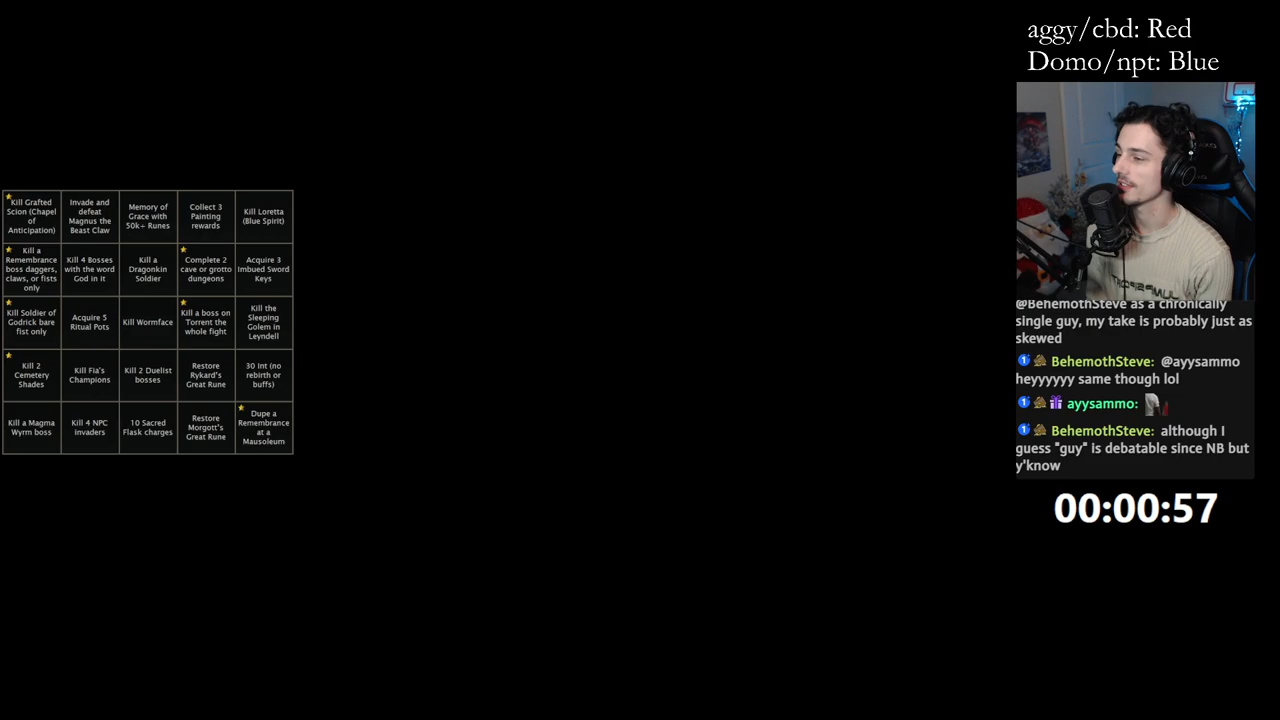 aggy/cbd: Red
Domo/npt: Blue
Kill Grafted
Scion (Chapel
of
Anticipation)
Invade and
defeat
Magnus the
Beast Claw
Memory of
Grace with
50k+ Runes
Collect 3
Painting
rewards
Kill Loretta
(Blue Spirit)
Kill a
Remembrance
boss daggers,
claws, or fists
only
Kill 4 Bosses
with the word
God in it
Kill a
Dragonkin
Soldier
Complete 2
cave or grotto
dungeons
Acquire 3
Imbued Sword
Keys
Kill Soldier of
Godrick bare
fist only
Acquire 5
Ritual Pots
Kill Wormface
Kill a boss on
Torrent the
whole fight
Kill the
Sleeping
Golem in
Leyndell
Kill 2
Cemetery
Shades
Kill Fia's
Champions
Kill 2 Duelist
bosses
Restore
Rykard's
Great Rune
30 Int (no
rebirth or
buffs)
Kill a Magma
Wyrm boss
Kill 4 NPC
Invaders
10 Sacred
Flask charges
Restore
Morgott's
Great Rune
Dupe a
Remembrance
at a
Mausoleum
@BehemothSteve as a chronically
single guy, my take is probably just as
skewed
BehemothSteve: @ayysammo
heyyyyyy same though lol
ayysammo:
BehemothSteve: although I
guess "guy" is debatable since NB but
y'know
00:00:57